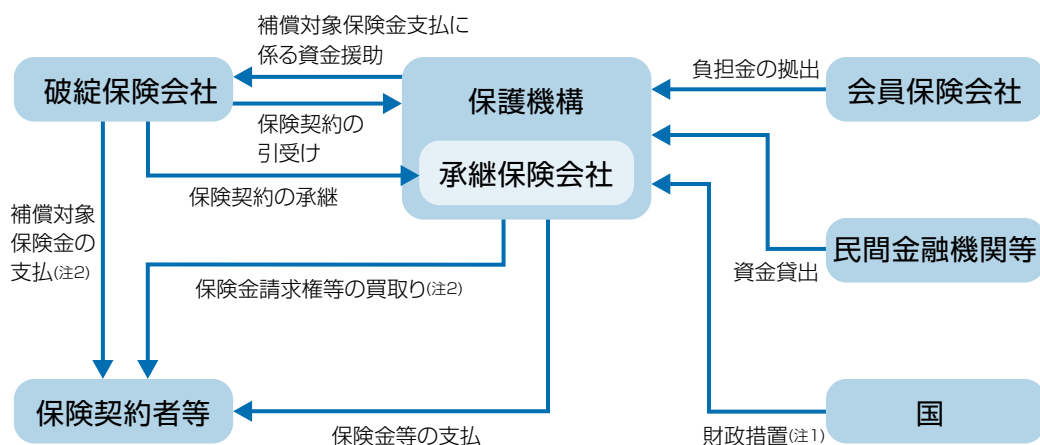 補償対象保険金支払に
係る資金援助
破綻保険会社
保険契約の
引受け
保険契約の承継
保護機構
承継保険会社
負担金の拠出
会員保険会社
民間金融機関等
資金貸出
補償対象
保険金の
支払(注2)
保険金請求権等の買取り(注2)
保険契約者等
保険金等の支払
財政措置(注1)
国